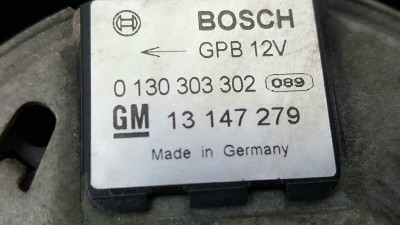 BOSCH
← GPB 12V
0 130 303 302 089
GM 13 147 279
Made in Germany